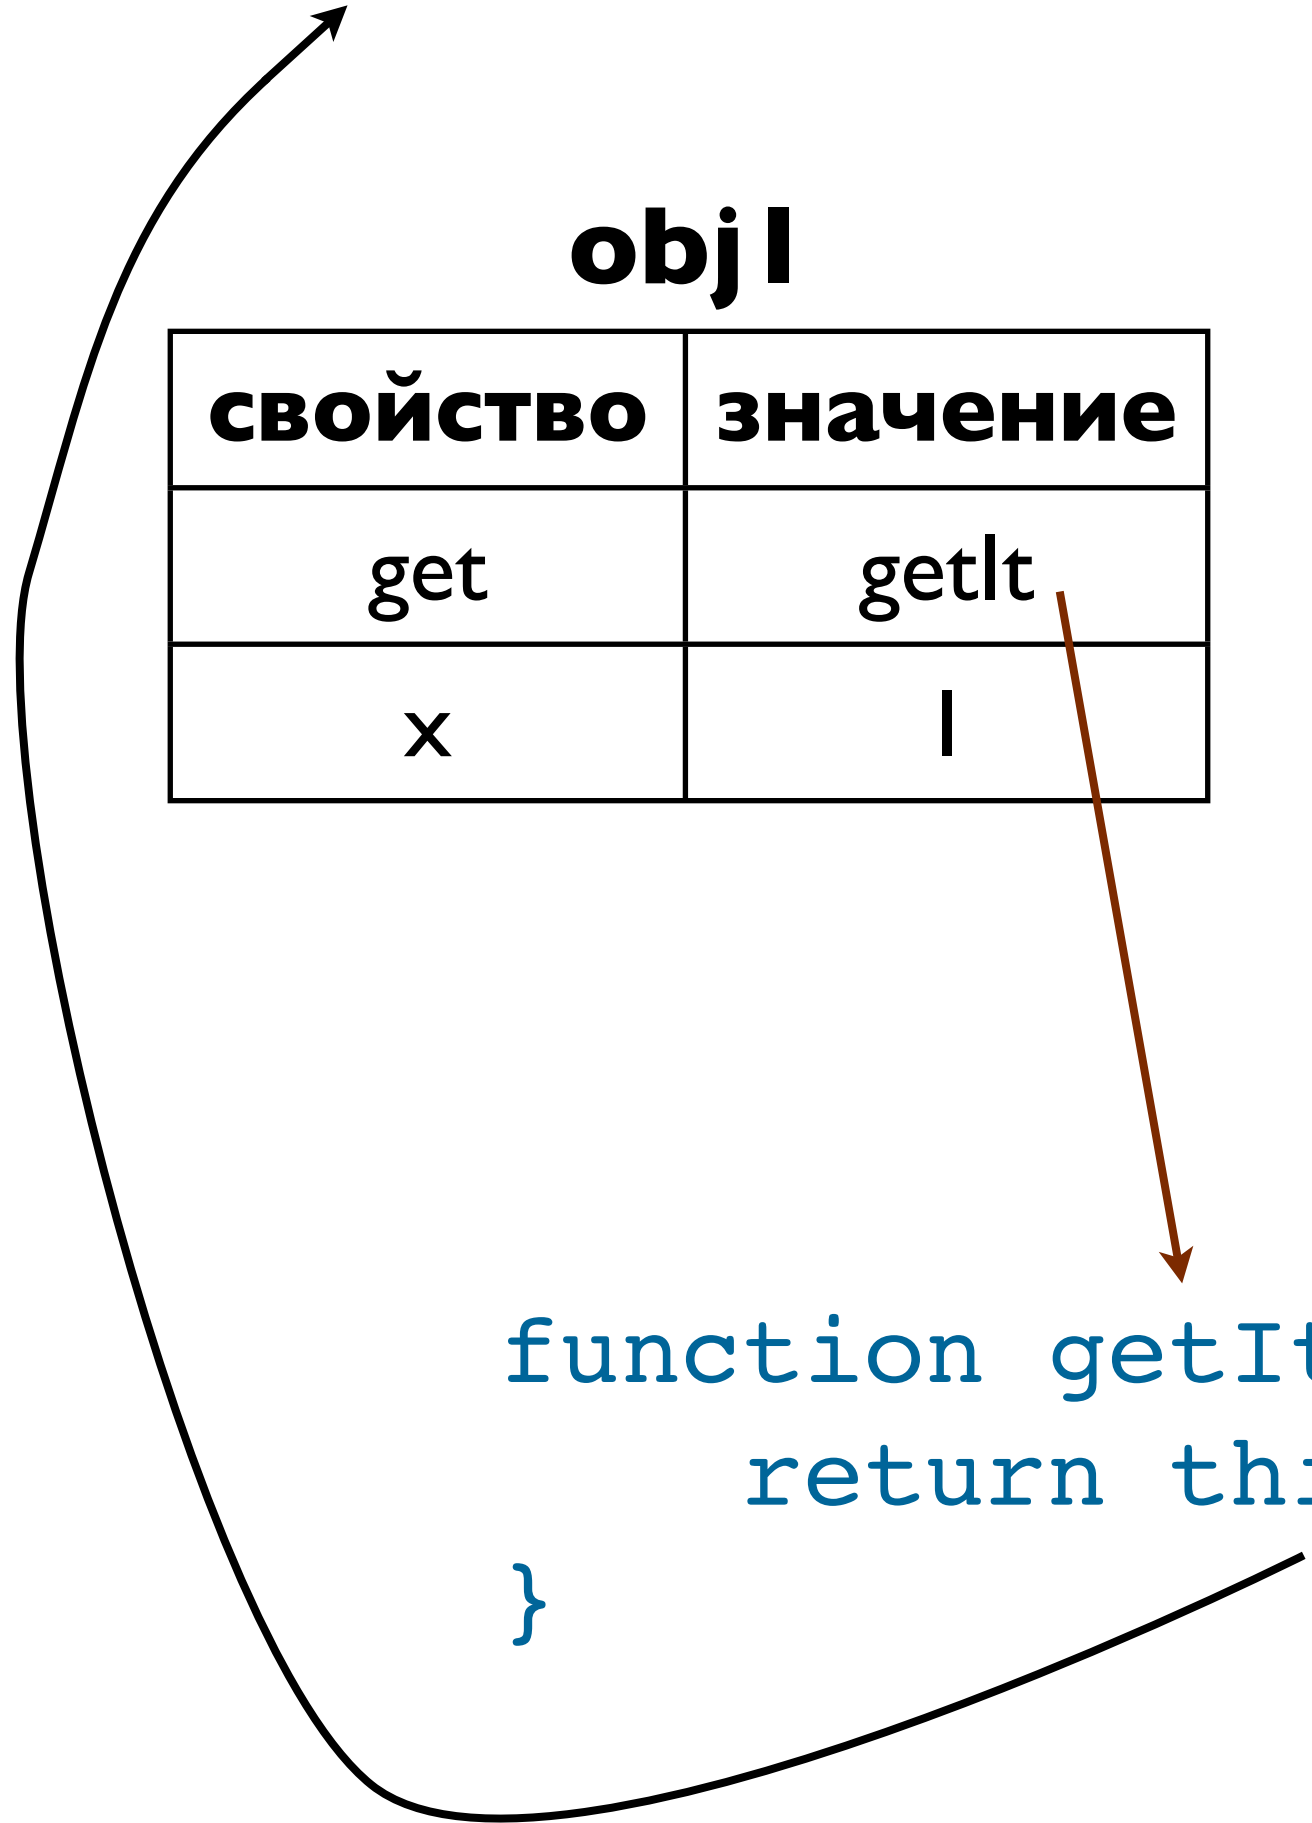 obj1
свойство значение
get getIt
x 1
function getIt
return thi
}